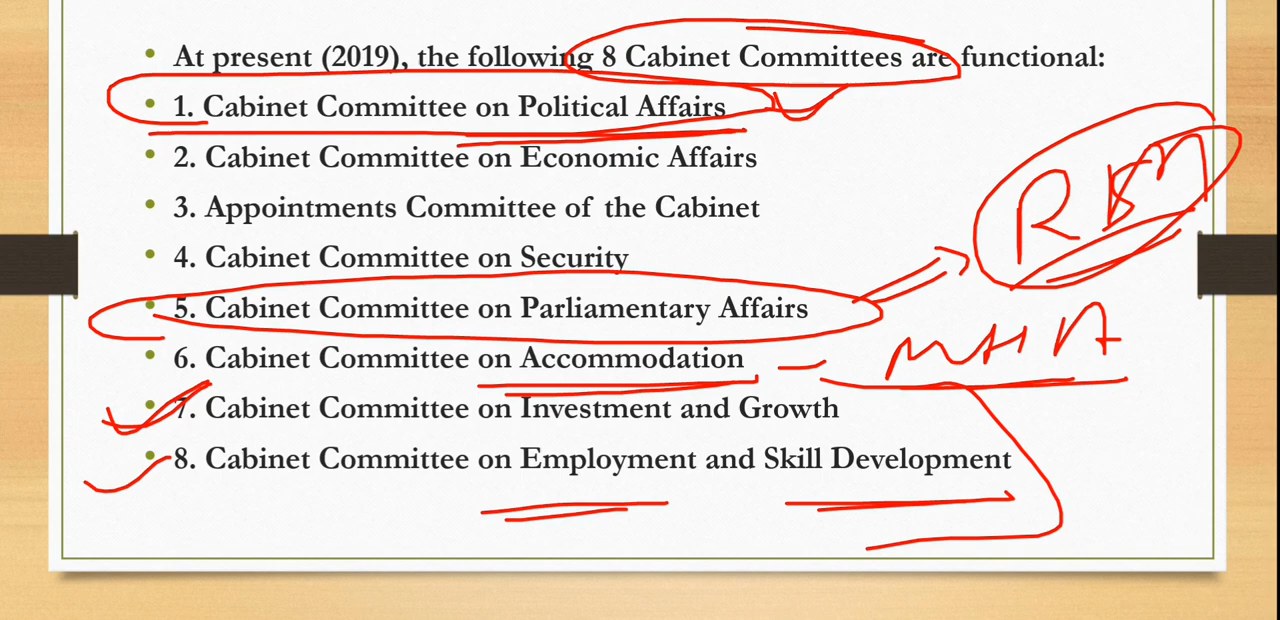 At present (2019), the following 8 Cabinet Committees are functional:
1. Cabinet Committee on Political Affairs
2. Cabinet Committee on Economic Affairs
3. Appointments Committee of the Cabinet
4. Cabinet Committee on Security
5. Cabinet Committee on Parliamentary Affairs
6. Cabinet Committee on Accommodation
MHA
7. Cabinet Committee on Investment and Growth
8. Cabinet Committee on Employment and Skill Development